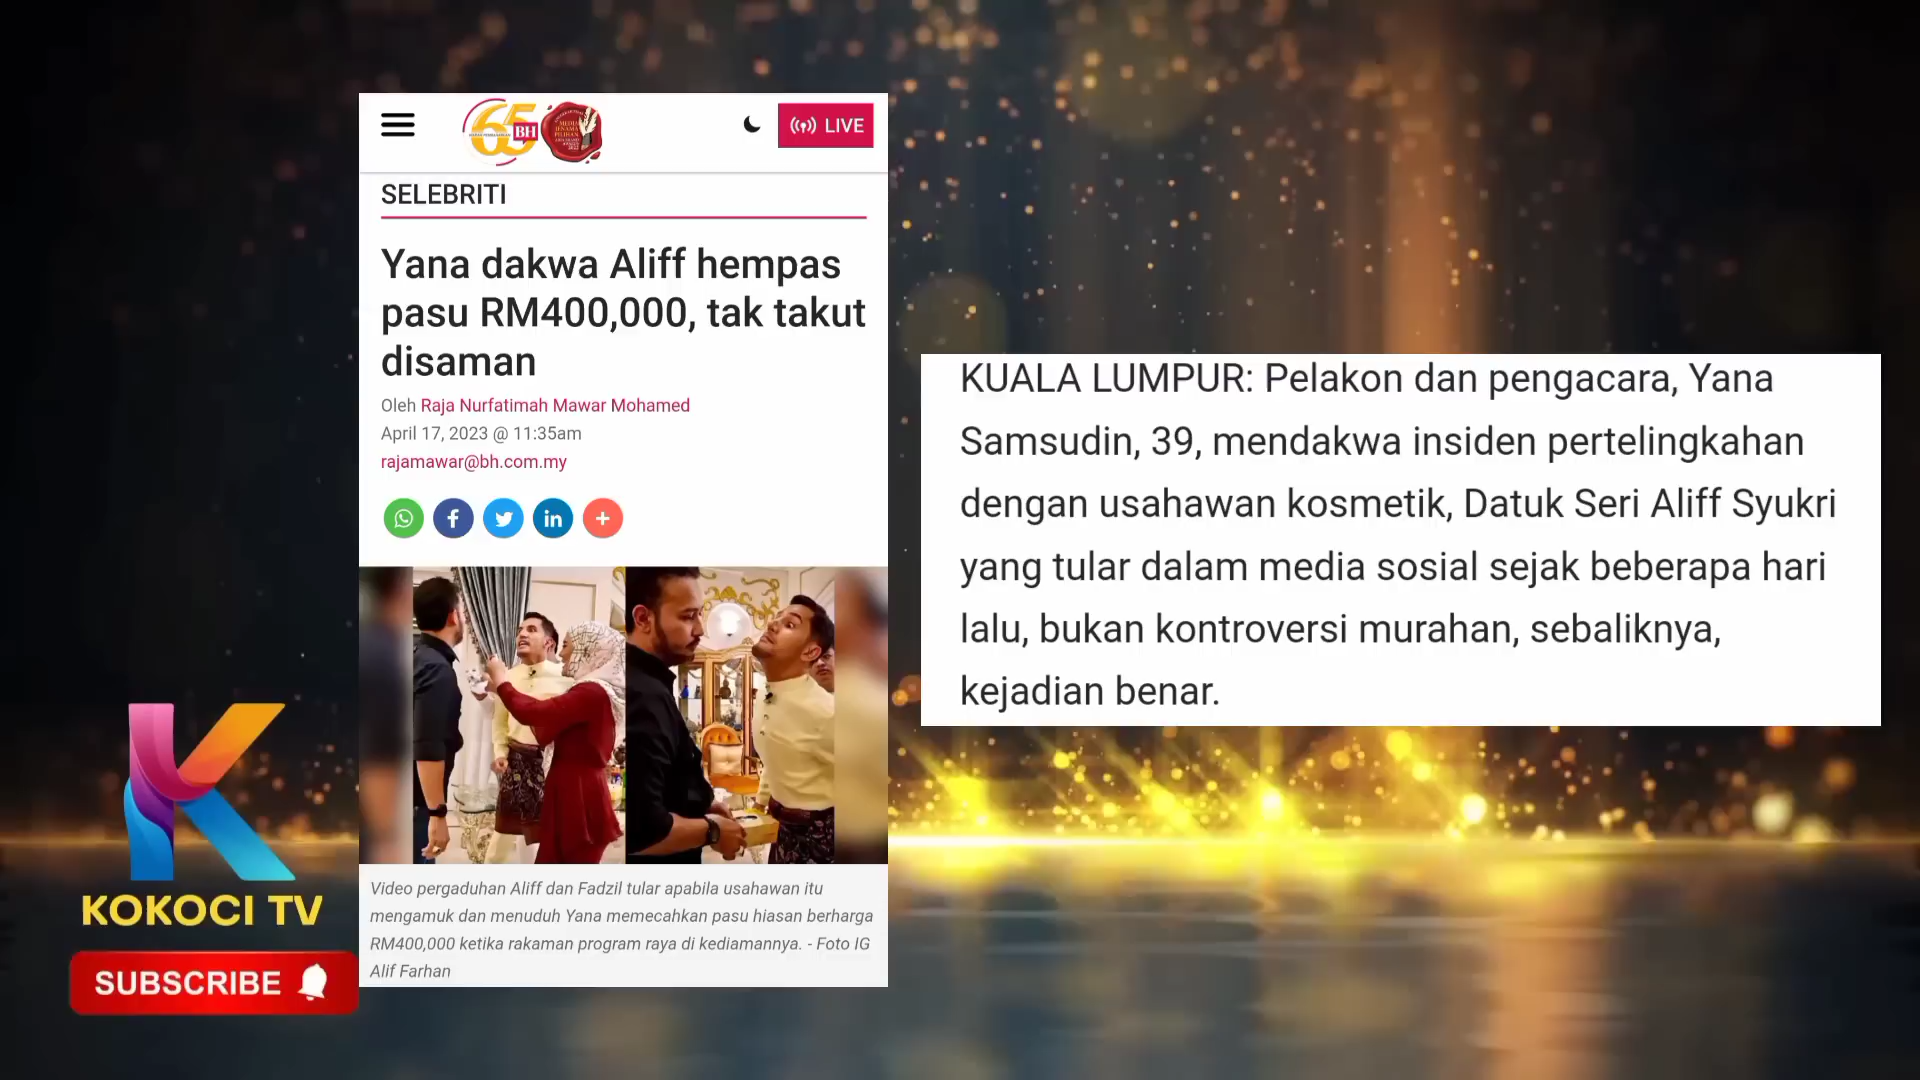 65
BH
LIVE
SELEBRITI
Yana dakwa Aliff hempas
pasu RM400,000, tak takut
disaman
Oleh Raja Nurfatimah Mawar Mohamed
April 17, 2023 @ 11:35am
rajamawar@bh.com.my
Video pergaduhan Aliff dan Fadzil tular apabila usahawan itu
mengamuk dan menuduh Yana memecahkan pasu hiasan berharga
RM400,000 ketika rakaman program raya di kediamannya. - Foto IG
Alif Farhan
KUALA LUMPUR: Pelakon dan pengacara, Yana
Samsudin, 39, mendakwa insiden pertelingkahan
dengan usahawan kosmetik, Datuk Seri Aliff Syukri
yang tular dalam media sosial sejak beberapa hari
lalu, bukan kontroversi murahan, sebaliknya,
kejadian benar.
KOKOCI TV
SUBSCRIBE